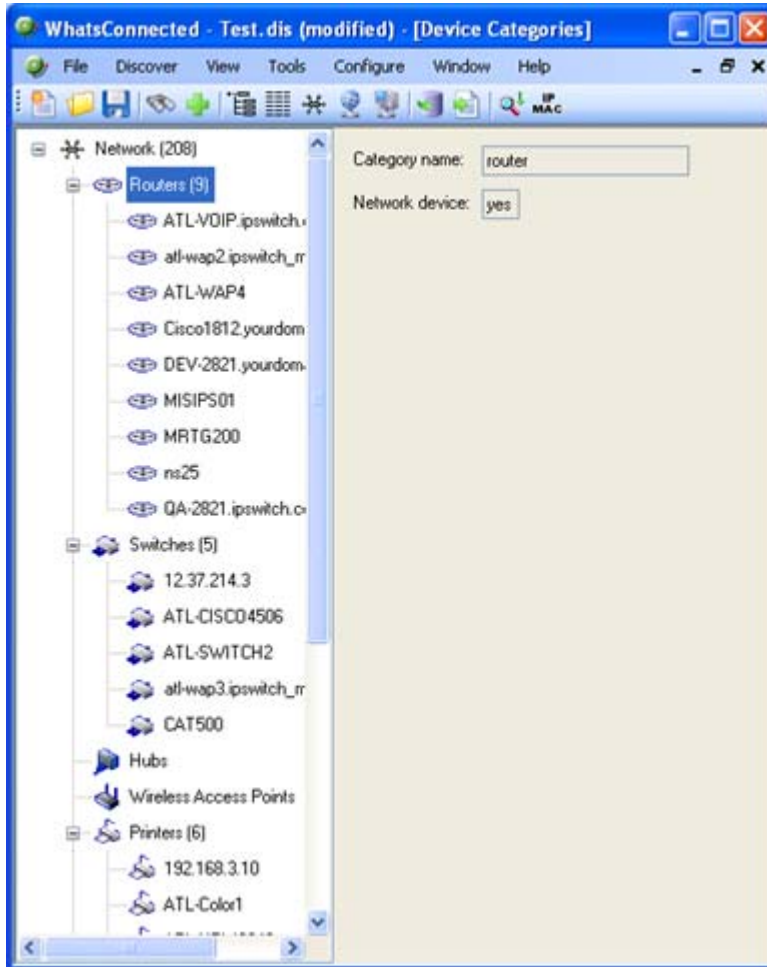 WhatsConnected - Test.dis (modified) - [Device Categories]
File Discover View Tools Configure Window Help
IP
MAC
Network (208)
Routers (9)
ATL-VOIP.ipswitch.
atl-wap2.ipswitch_m
ATL-WAP4
Cisco1812.yourdom
DEV-2821.yourdom
MISIPS01
MRTG200
ns25
QA-2821.ipswitch.c
Switches (5)
12.37.214.3
ATL-CISCO4506
ATL-SWITCH2
atl-wap3.ipswitch_m
CAT500
Hubs
Wireless Access Points
Printers (6)
192.168.3.10
ATL-Color1
Category name: router
Network device: yes